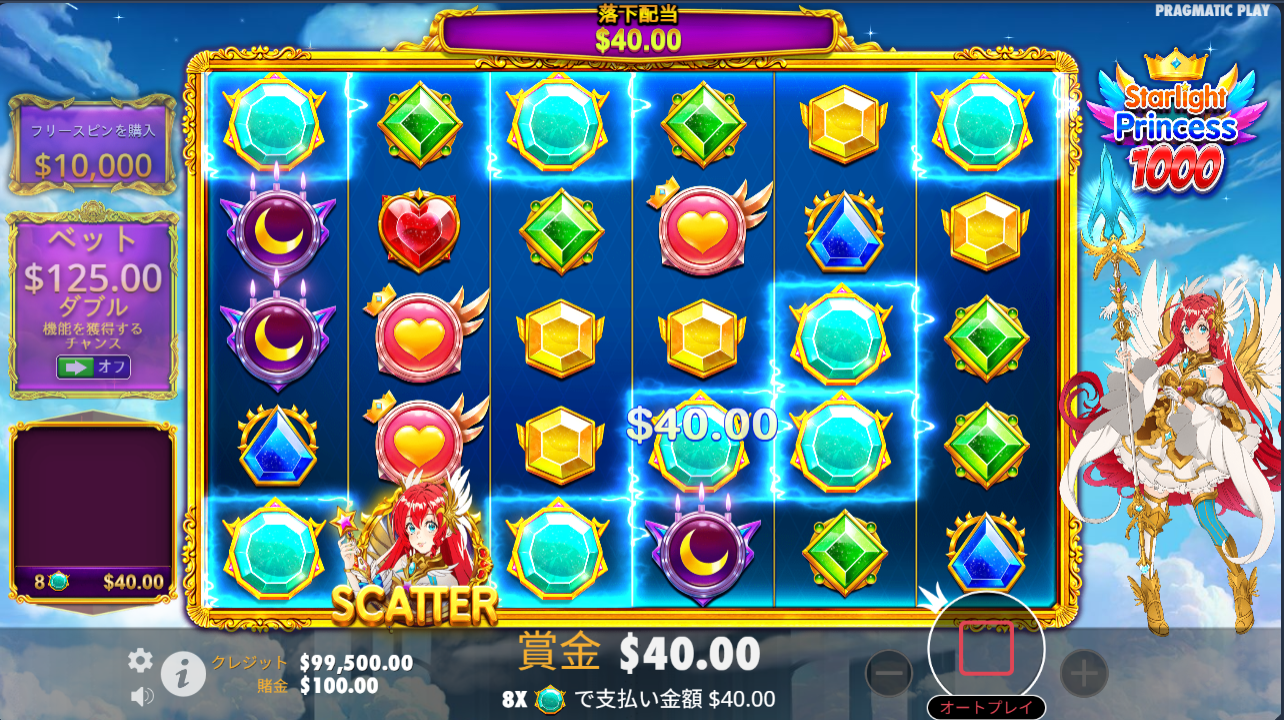 落下配当
$40.00
PRAGMATIC PLAY
Starlight
Princess
1000
フリースピンを購入
$10,000
ベット
$125.00
ダブル
機能を獲得する
チャンス
オフ
$40.00
SCATTER
8 $40.00
クレジット $99,500.00
賭金 $100.00
賞金 $40.00
8X で支払い金額 $40.00
オートプレイ